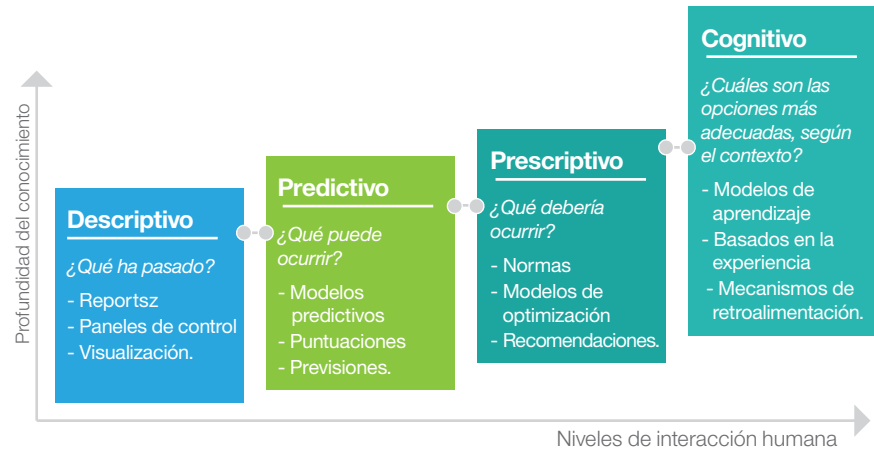 Profundidad del conocimiento
Descriptivo
¿Qué ha pasado?
- Reportsz
- Paneles de control
- Visualización.
Predictivo
¿Qué puede
ocurrir?
- Modelos
predictivos
- Puntuaciones
- Previsiones.
Prescriptivo
¿Qué debería
ocurrir?
- Normas
- Modelos de
optimización
- Recomendaciones.
Cognitivo
¿Cuáles son las
opciones más
adecuadas, según
el contexto?
- Modelos de
aprendizaje
- Basados en la
experiencia
- Mecanismos de
retroalimentación.
Niveles de interacción humana